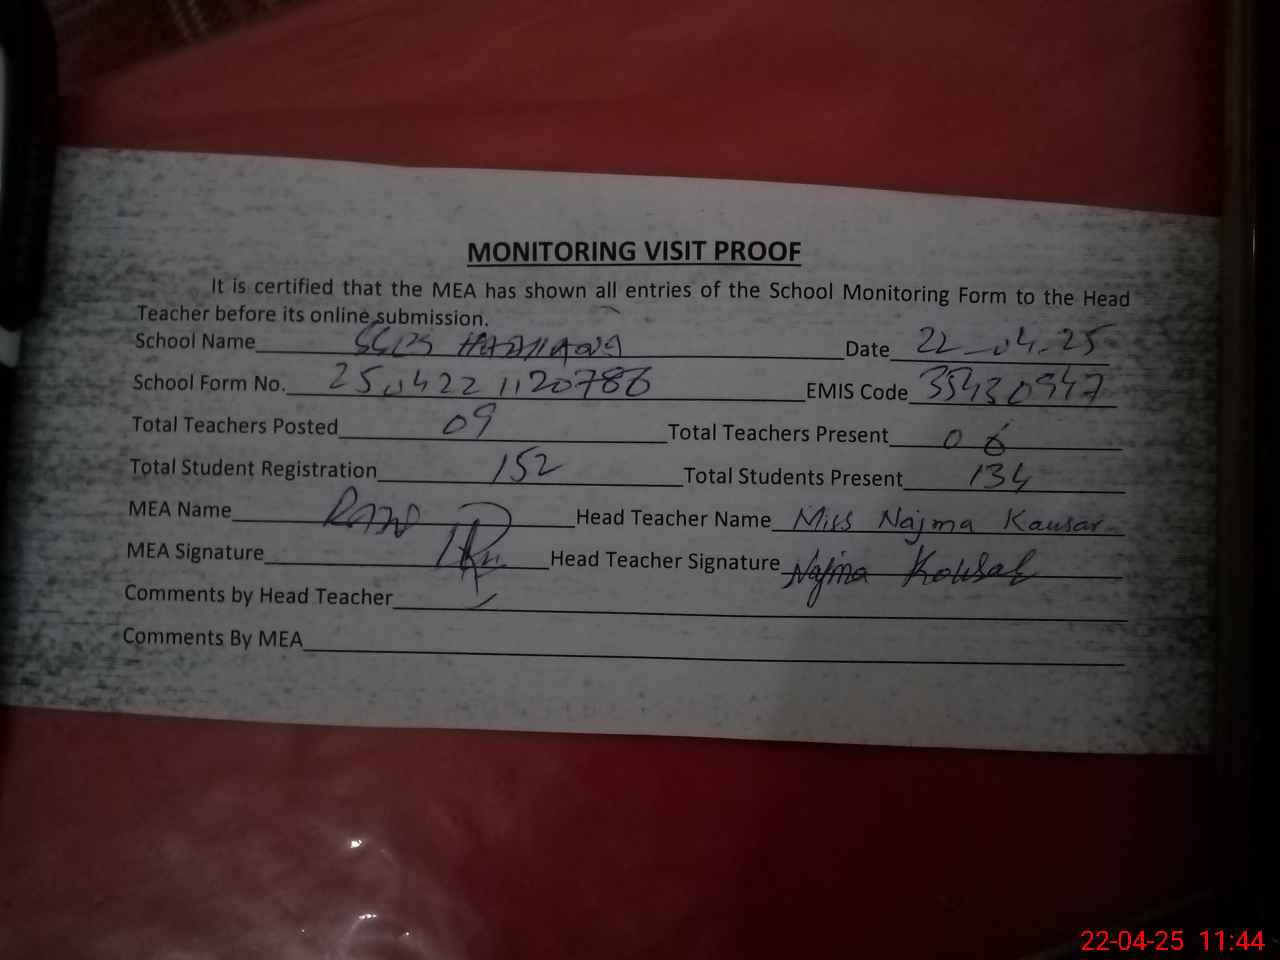 MONITORING VISIT PROOF
It is certified that the MEA has shown all entries of the School Monitoring Form to the Head
Teacher before its online submission.
School Name Date 22-04-25
School Form No. 250422 1120786 EMIS Code 35430947
Total Teachers Posted 09 Total Teachers Present 06
Total Student Registration 152 Total Students Present 134
MEA Name Head Teacher Name Miss Najma Kausar
MEA Signature Head Teacher Signature Najma Kousar
Comments by Head Teacher
Comments By MEA
22-04-25 11:44